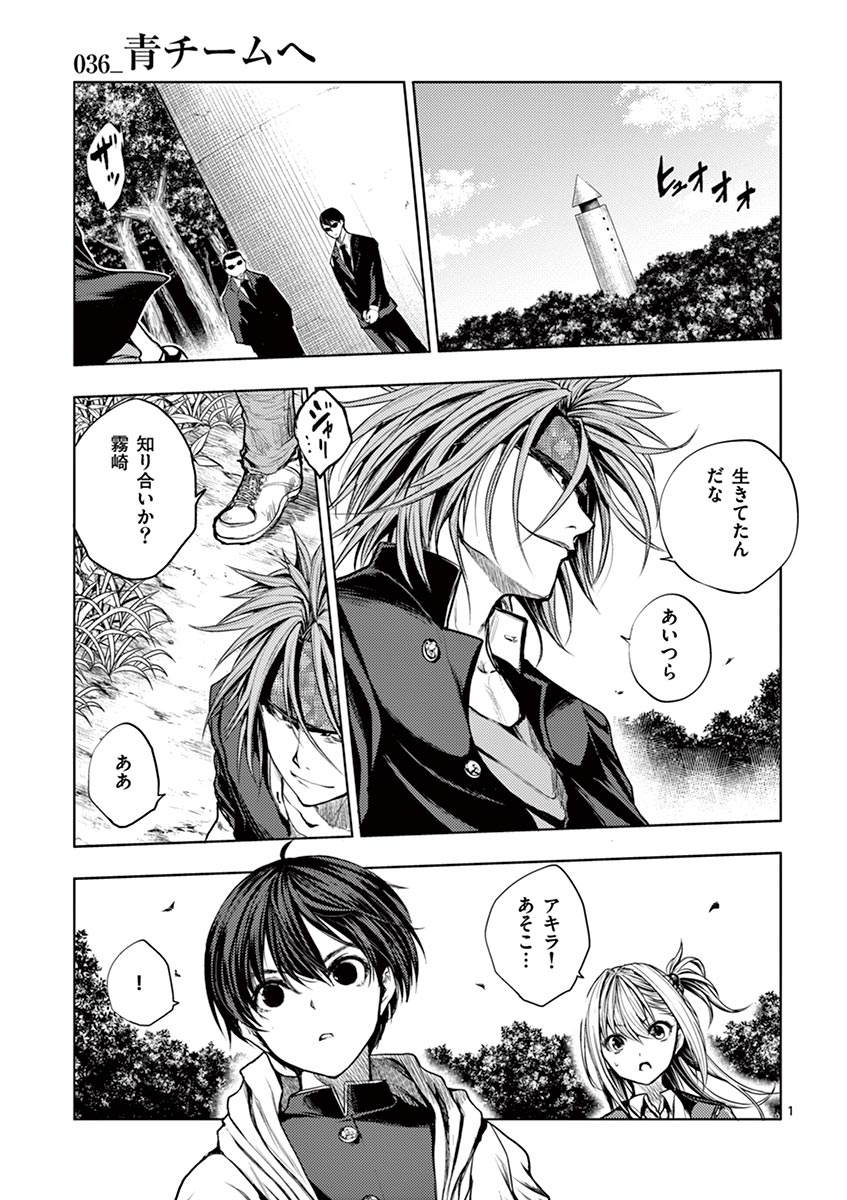 036_青チームへ
ヒュオオオ
ザッ
生きてたん
だな
あいつら
ジャリ
知り合いか？
霧崎
ああ
アキラ！
あそこ…
！
1